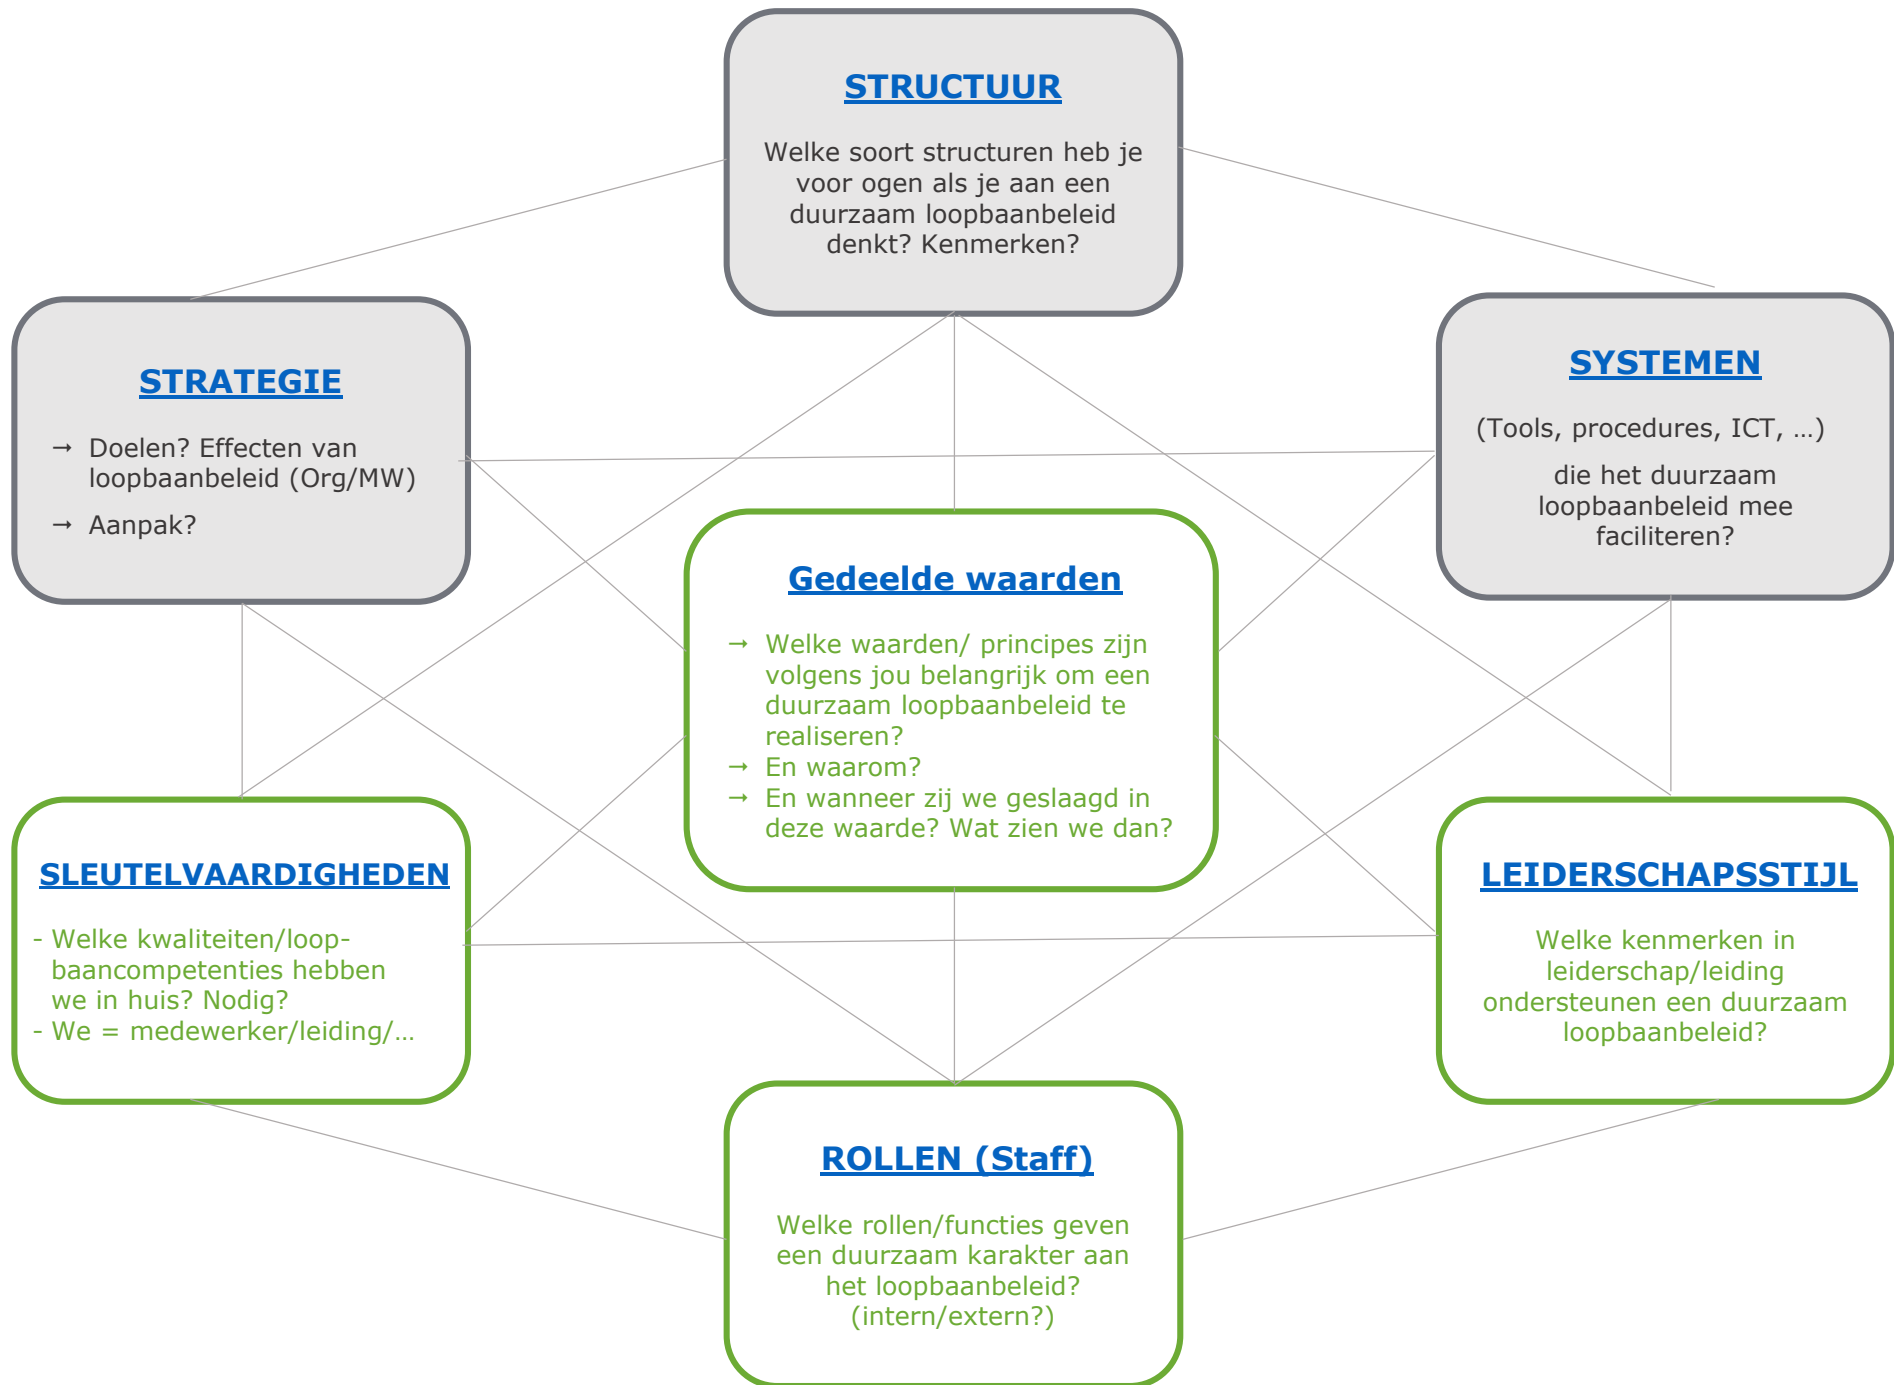 STRUCTUUR
Welke soort structuren heb je
voor ogen als je aan een
duurzaam loopbaanbeleid
denkt? Kenmerken?
STRATEGIE
→ Doelen? Effecten van
loopbaanbeleid (Org/MW)
→ Aanpak?
SYSTEMEN
(Tools, procedures, ICT, …)
die het duurzaam
loopbaanbeleid mee
faciliteren?
Gedeelde waarden
→ Welke waarden/ principes zijn
volgens jou belangrijk om een
duurzaam loopbaanbeleid te
realiseren?
→ En waarom?
→ En wanneer zij we geslaagd in
deze waarde? Wat zien we dan?
SLEUTELVAARDIGHEDEN
- Welke kwaliteiten/loop-
baancompetenties hebben
we in huis? Nodig?
- We = medewerker/leiding/…
LEIDERSCHAPSSTIJL
Welke kenmerken in
leiderschap/leiding
ondersteunen een duurzaam
loopbaanbeleid?
ROLLEN (Staff)
Welke rollen/functies geven
een duurzaam karakter aan
het loopbaanbeleid?
(intern/extern?)